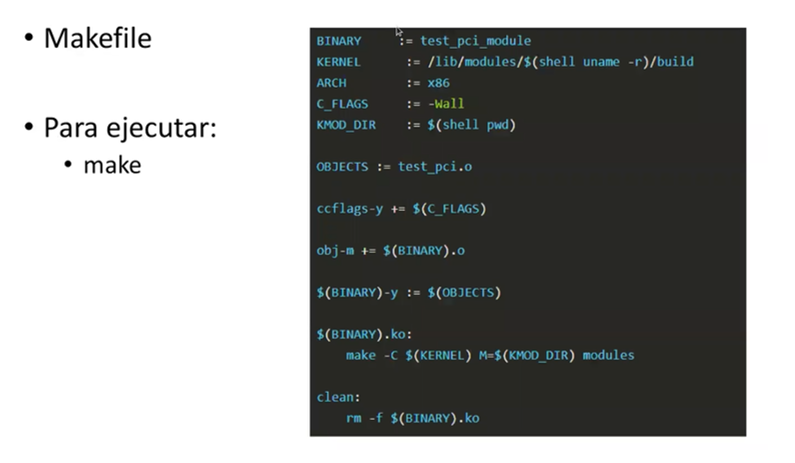 • Makefile
• Para ejecutar:
• make
BINARY := test_pci_module
KERNEL := /lib/modules/$(shell uname -r)/build
ARCH := x86
C_FLAGS := -Wall
KMOD_DIR := $(shell pwd)
OBJECTS := test_pci.o
ccflags-y += $(C_FLAGS)
obj-m += $(BINARY).o
$(BINARY)-y := $(OBJECTS)
$(BINARY).ko:
make -C $(KERNEL) M=$(KMOD_DIR) modules
clean:
rm -f $(BINARY).ko